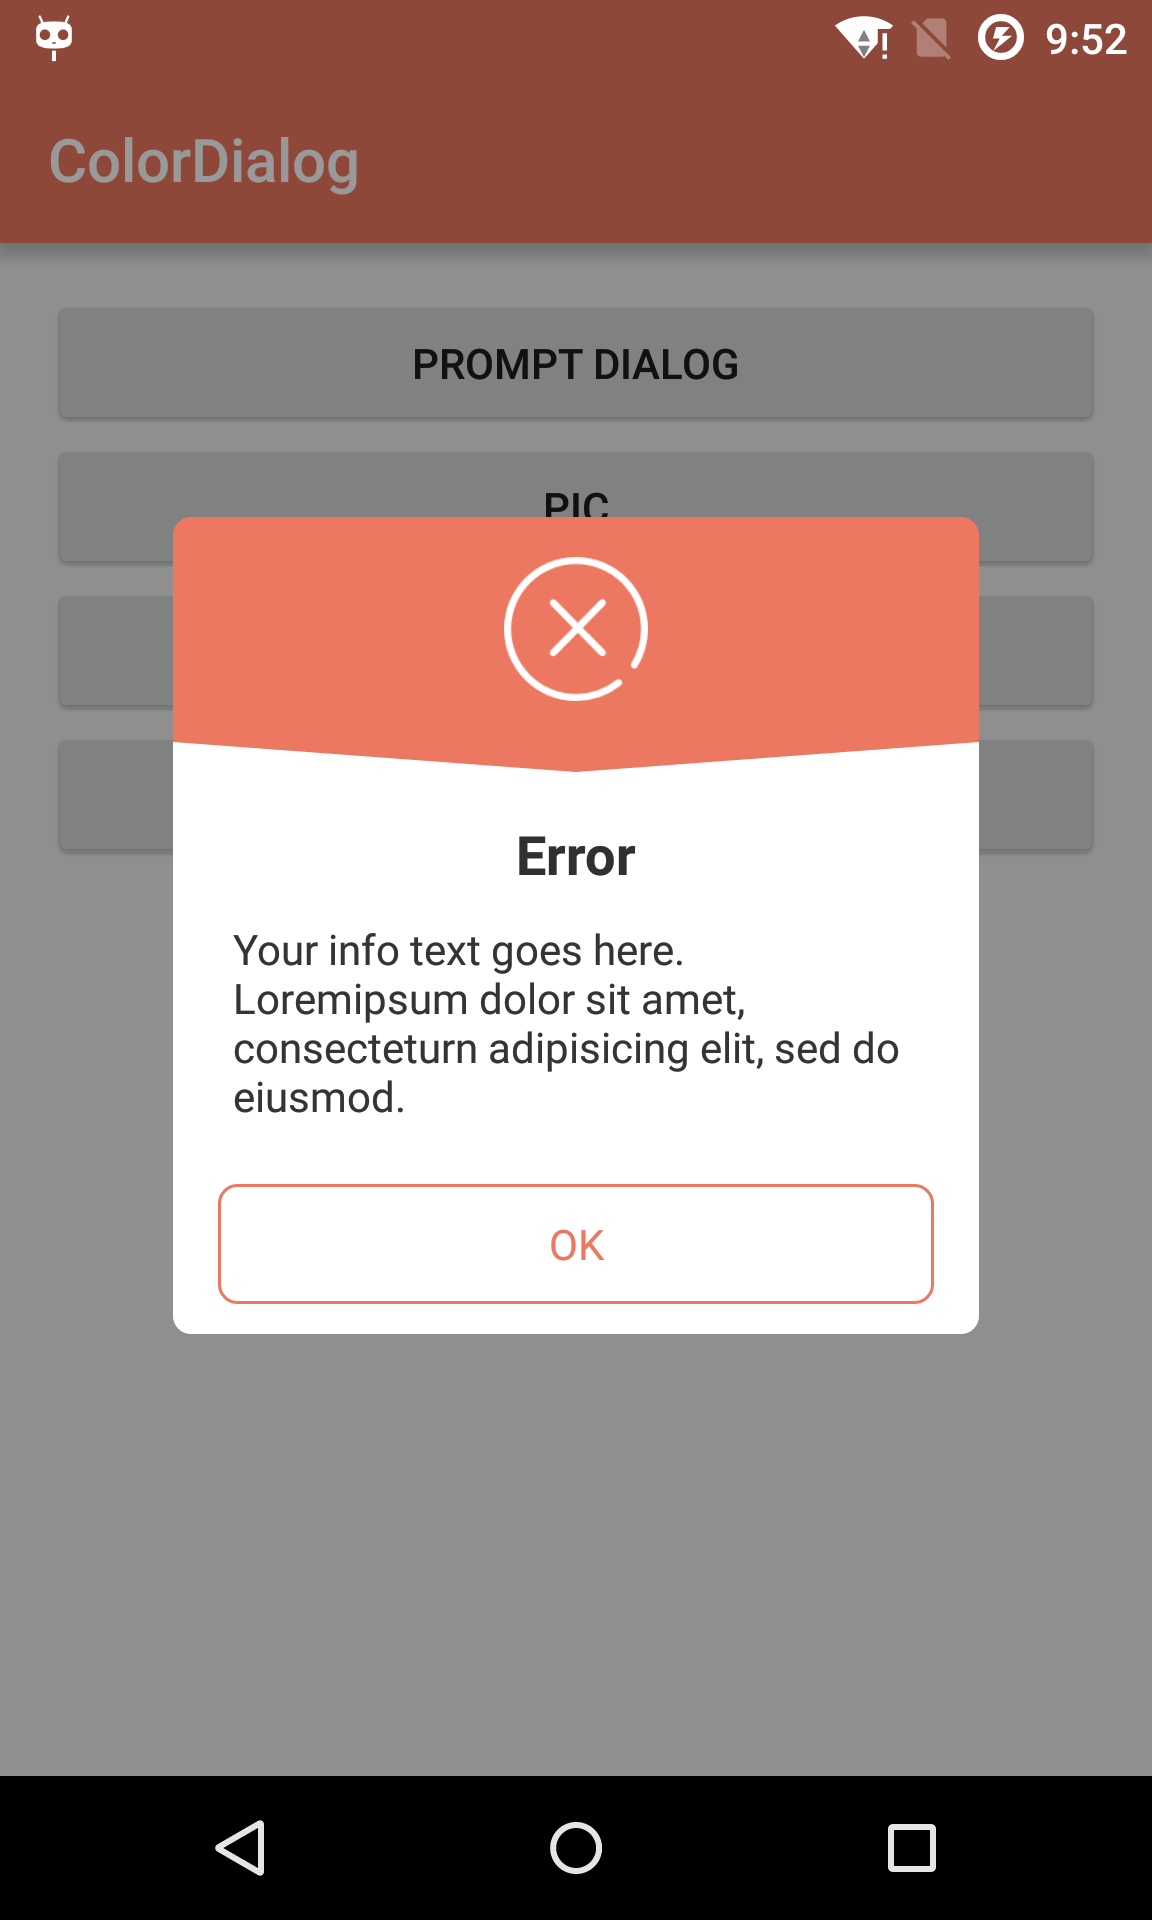 9:52
ColorDialog
PROMPT DIALOG
PIC
Error
Your info text goes here.
Loremipsum dolor sit amet,
consecteturn adipisicing elit, sed do
eiusmod.
OK